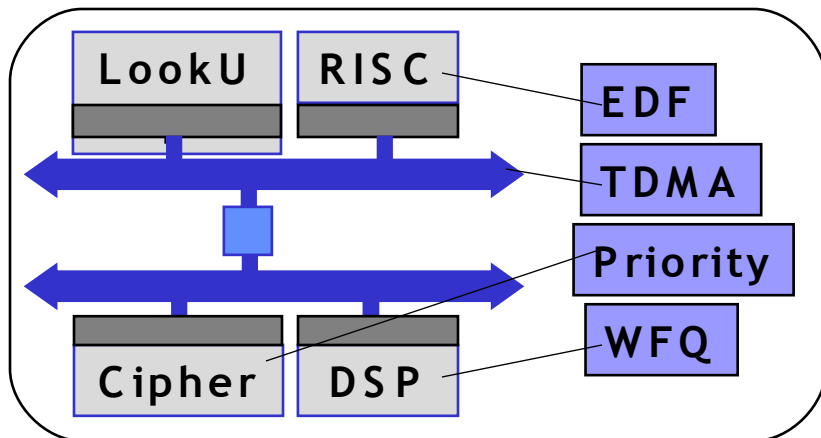 LookU
RISC
EDF
TDMA
Priority
WFQ
Cipher
DSP